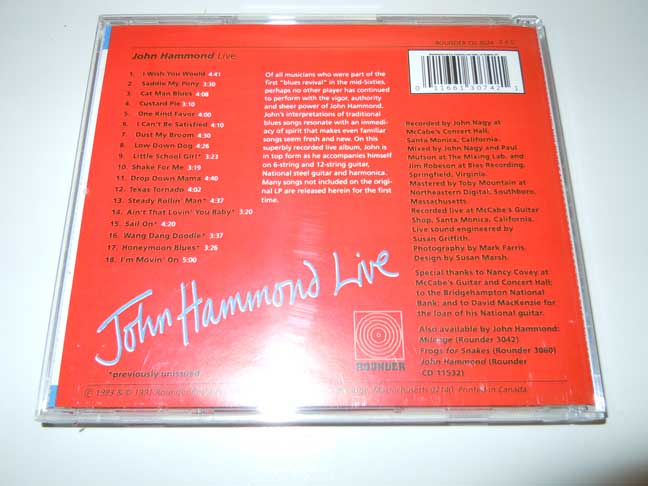 John Hammond Live
1. I Wish You Would 4:41
2. Saddle My Pony 3:30
3. Cat Man Blues 4:08
4. Custard Pie 3:10
5. One Kind Favor 4:00
6. I Can't Be Satisfied 4:10
7. Dust My Broom 4:30
8. Low Down Dog 4:26
9. Little School Girl* 3:23
10. Shake For Me 3:19
11. Drop Down Mama 4:40
12. Texas Tornado 4:02
13. Steady Rollin' Man* 4:37
14. Ain't That Lovin' You Baby* 3:20
15. Sail On* 4:20
16. Wang Dang Doodle* 3:37
17. Honeymoon Blues* 3:26
18. I'm Movin' On 5:00
Of all musicians who were part of the
first "blues revival" in the mid-Sixties,
perhaps no other player has continued
to perform with the vigor, authority
and sheer power of John Hammond.
John's interpretations of traditional
blues songs resonate with an immedi-
acy of spirit that makes even familiar
songs seem fresh and new. On this
superbly recorded live album, John is
in top form as he accompanies himself
on 6-string and 12-string guitar,
National steel guitar and harmonica.
Many songs not included on the origi-
nal LP are released herein for the first
time.
ROUNDER CD 3074
0 11661 30742 1
Recorded by John Nagy at
McCabe's Concert Hall,
Santa Monica, California.
Mixed by John Nagy and Paul
Mufson at The Mixing Lab, and
Jim Robeson at Bias Recording,
Springfield, Virginia.
Mastered by Toby Mountain at
Northeastern Digital, Southboro,
Massachusetts.
Recorded live at McCabe's Guitar
Shop, Santa Monica, California.
Live sound engineered by
Susan Griffith.
Photography by Mark Farris.
Design by Susan Marsh.
Special thanks to Nancy Covey at
McCabe's Guitar and Concert Hall;
to the Bridgehampton National
Bank; and to David MacKenzie for
the loan of his National guitar.
Also available by John Hammond:
Mileage (Rounder 3042)
Frogs for Snakes (Rounder 3060)
John Hammond (Rounder
CD 11532)
John Hammond Live
ROUNDER
*previously unissued
℗ 1983 & © 1991 Rounder Massachusetts 02140. Printed in Canada.